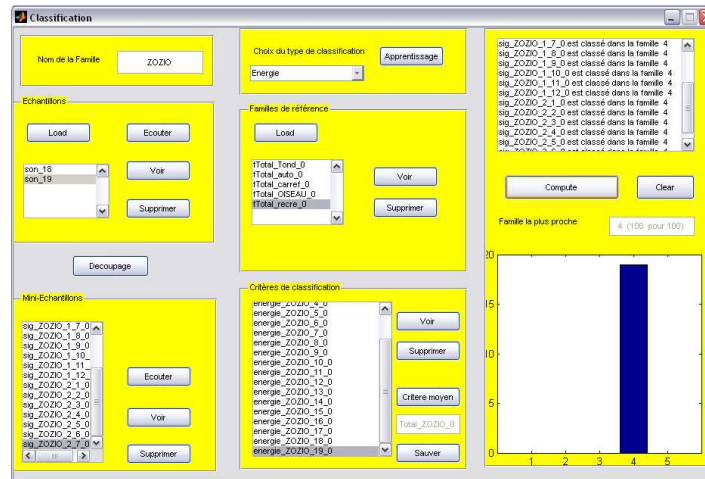 Classification
Nom de la Famille
ZOZIO
Echantillons
Load
Ecouter
son_18
son_19
Voir
Supprimer
Decoupage
Mini-Echantillons
sig_ZOZIO_1_7_0
sig_ZOZIO_1_8_0
sig_ZOZIO_1_9_0
sig_ZOZIO_1_10_
sig_ZOZIO_1_11_
sig_ZOZIO_1_12_
sig_ZOZIO_2_1_0
sig_ZOZIO_2_2_0
sig_ZOZIO_2_3_0
sig_ZOZIO_2_4_0
sig_ZOZIO_2_5_0
sig_ZOZIO_2_6_0
sig_ZOZIO_2_7_0
Ecouter
Voir
Supprimer
Choix du type de classification
Energie
Apprentissage
Familles de référence
Load
fTotal_Tond_0
fTotal_auto_0
fTotal_carref_0
fTotal_OISEAU_0
fTotal_recre_0
Voir
Supprimer
Critères de classification
energie_ZOZIO_4_0
energie_ZOZIO_5_0
energie_ZOZIO_6_0
energie_ZOZIO_7_0
energie_ZOZIO_8_0
energie_ZOZIO_9_0
energie_ZOZIO_10_0
energie_ZOZIO_11_0
energie_ZOZIO_12_0
energie_ZOZIO_13_0
energie_ZOZIO_14_0
energie_ZOZIO_15_0
energie_ZOZIO_16_0
energie_ZOZIO_17_0
energie_ZOZIO_18_0
energie_ZOZIO_19_0
Voir
Supprimer
Critere moyen
Total_ZOZIO_0
Sauver
sig_ZOZIO_1_7_0 est classé dans la famille 4
sig_ZOZIO_1_8_0 est classé dans la famille 4
sig_ZOZIO_1_9_0 est classé dans la famille 4
sig_ZOZIO_1_10_0 est classé dans la famille 4
sig_ZOZIO_1_11_0 est classé dans la famille 4
sig_ZOZIO_1_12_0 est classé dans la famille 4
sig_ZOZIO_2_1_0 est classé dans la famille 4
sig_ZOZIO_2_2_0 est classé dans la famille 4
sig_ZOZIO_2_3_0 est classé dans la famille 4
sig_ZOZIO_2_4_0 est classé dans la famille 4
sig_ZOZIO_2_5_0 est classé dans la famille 4
sig_ZOZIO_2_6_0 est classé dans la famille 4
Compute
Clear
Famille la plus proche
4 (100 pour 100)
20
15
10
5
0
1 2 3 4 5